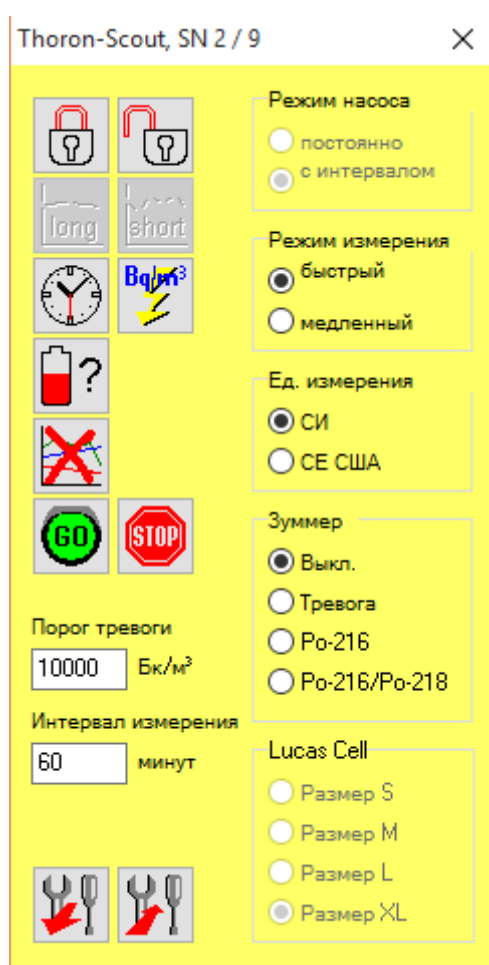 Thoron-Scout, SN 2 / 9
long
short
Bq/m³
?
GO
STOP
Порог тревоги
10000 Бк/м³
Интервал измерения
60 минут
Режим насоса
постоянно
с интервалом
Режим измерения
быстрый
медленный
Ед. измерения
СИ
СЕ США
Зуммер
Выкл.
Тревога
Po-216
Po-216/Po-218
Lucas Cell
Размер S
Размер M
Размер L
Размер XL